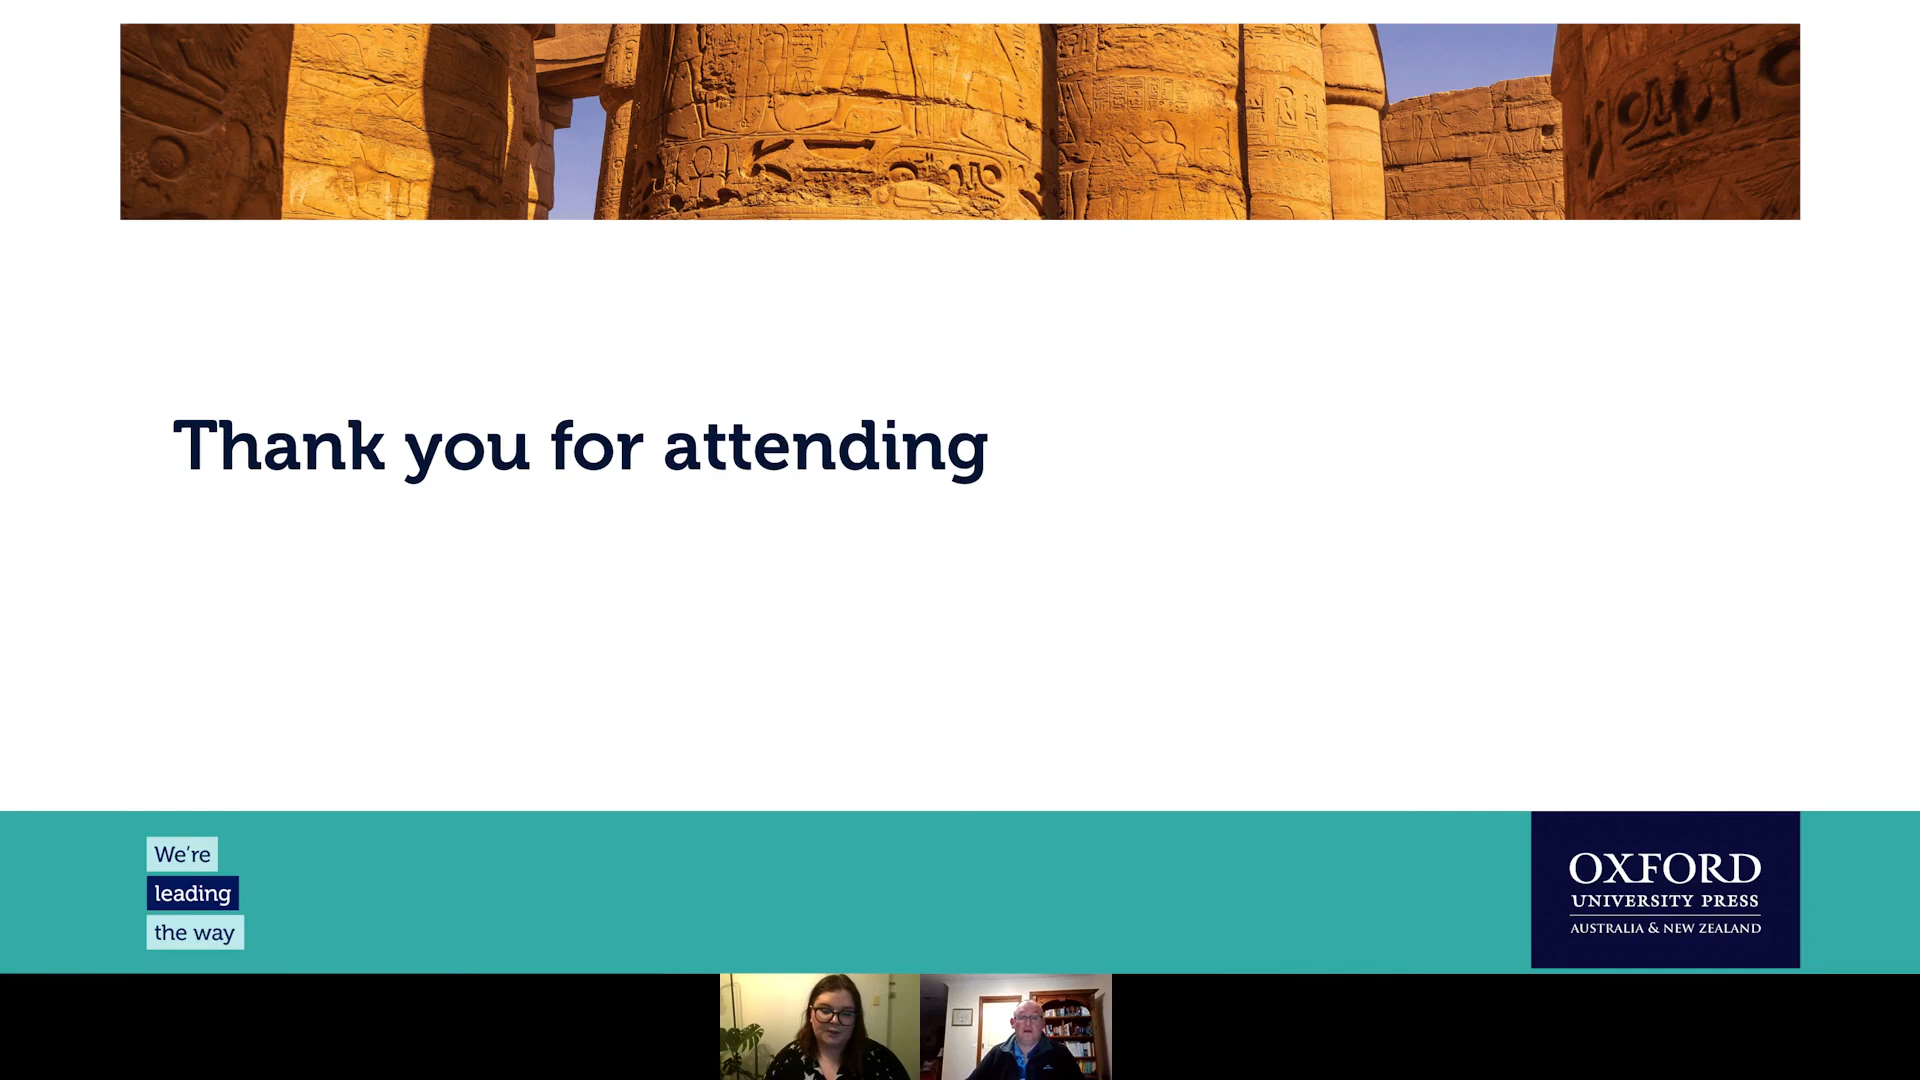 Thank you for attending
We're
leading
the way
OXFORD
UNIVERSITY PRESS
AUSTRALIA & NEW ZEALAND